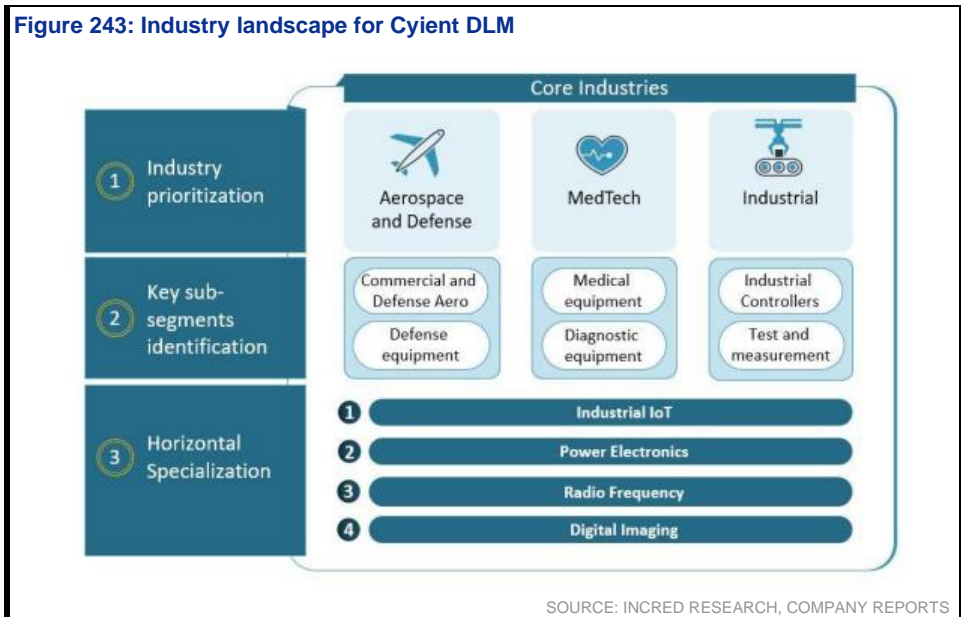 Figure 243: Industry landscape for Cyient DLM
Core Industries
1
Industry
prioritization
Aerospace
and Defense
MedTech
Industrial
2
Key sub-
segments
identification
Commercial and
Defense Aero
Defense
equipment
Medical
equipment
Diagnostic
equipment
Industrial
Controllers
Test and
measurement
3
Horizontal
Specialization
1 Industrial IoT
2 Power Electronics
3 Radio Frequency
4 Digital Imaging
SOURCE: INCRED RESEARCH, COMPANY REPORTS